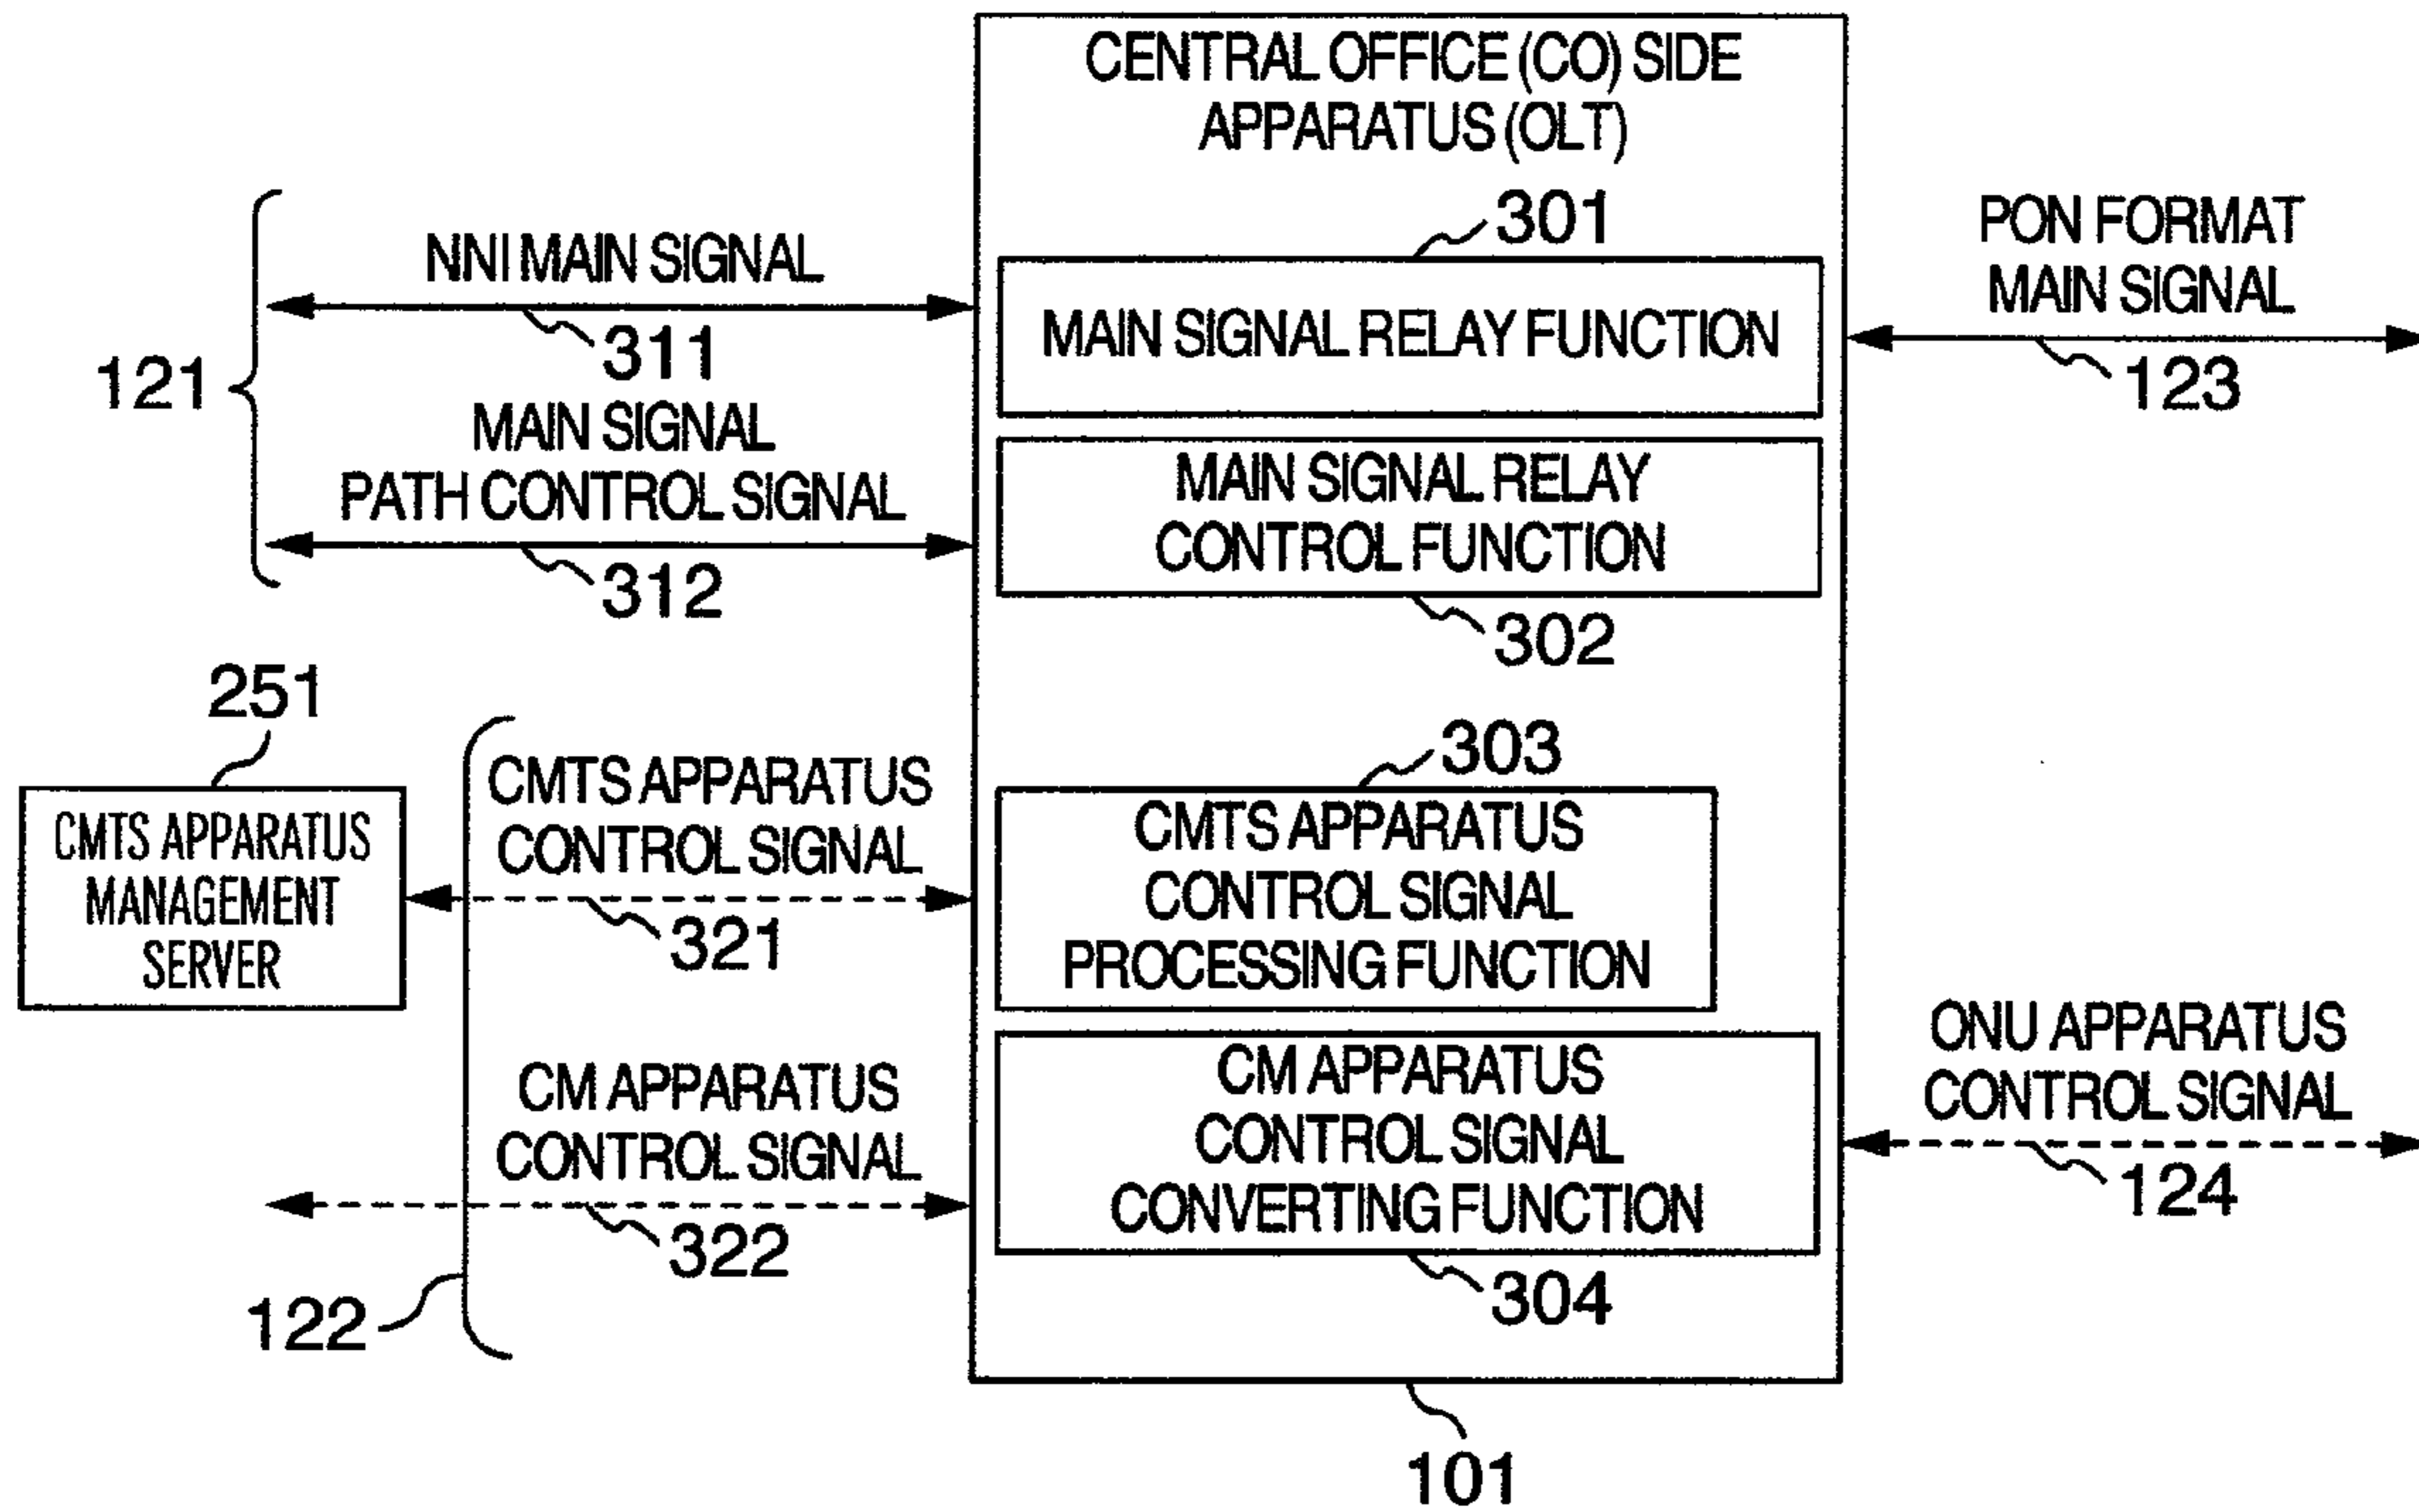 CENTRAL OFFICE (CO) SIDE
APPARATUS (OLT)
301
MAIN SIGNAL RELAY FUNCTION
MAIN SIGNAL RELAY
CONTROL FUNCTION
302
121
NNI MAIN SIGNAL
311
MAIN SIGNAL
PATH CONTROL SIGNAL
312
PON FORMAT
MAIN SIGNAL
123
251
CMTS APPARATUS
MANAGEMENT
SERVER
CMTS APPARATUS
CONTROL SIGNAL
321
CM APPARATUS
CONTROL SIGNAL
322
122
303
CMTS APPARATUS
CONTROL SIGNAL
PROCESSING FUNCTION
CM APPARATUS
CONTROL SIGNAL
CONVERTING FUNCTION
304
ONU APPARATUS
CONTROL SIGNAL
124
101